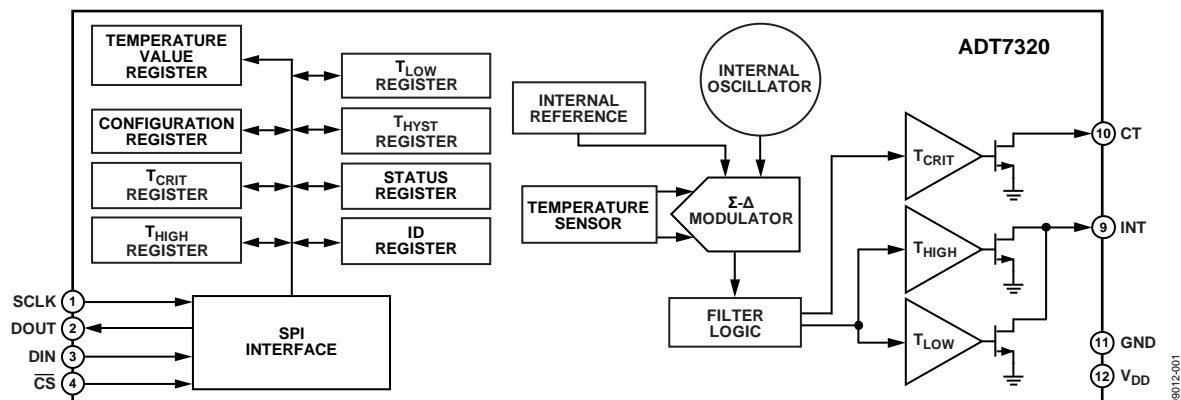 ADT7320
TEMPERATURE
VALUE
REGISTER
TLOW
REGISTER
CONFIGURATION
REGISTER
THYST
REGISTER
TCRIT
REGISTER
STATUS
REGISTER
THIGH
REGISTER
ID
REGISTER
INTERNAL
OSCILLATOR
INTERNAL
REFERENCE
TEMPERATURE
SENSOR
Σ-Δ
MODULATOR
FILTER
LOGIC
TCRIT
THIGH
TLOW
10 CT
9 INT
11 GND
12 VDD
SCLK 1
DOUT 2
DIN 3
CS 4
SPI
INTERFACE
09012-001